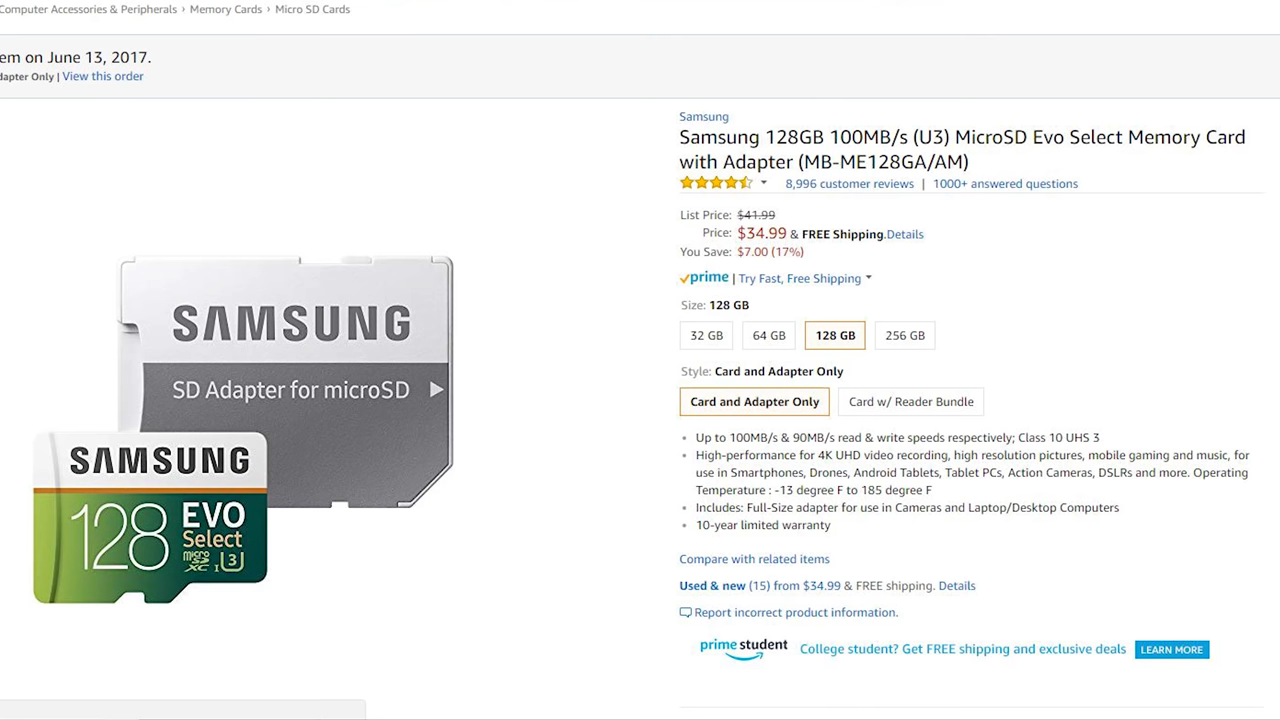 Computer Accessories & Peripherals › Memory Cards › Micro SD Cards
em on June 13, 2017.
dapter Only | View this order
Samsung
Samsung 128GB 100MB/s (U3) MicroSD Evo Select Memory Card
with Adapter (MB-ME128GA/AM)
8,996 customer reviews | 1000+ answered questions
List Price: $41.99
Price: $34.99 & FREE Shipping.Details
You Save: $7.00 (17%)
prime | Try Fast, Free Shipping
Size: 128 GB
32 GB 64 GB 128 GB 256 GB
Style: Card and Adapter Only
Card and Adapter Only Card w/ Reader Bundle
Up to 100MB/s & 90MB/s read & write speeds respectively; Class 10 UHS 3
High-performance for 4K UHD video recording, high resolution pictures, mobile gaming and music, for
use in Smartphones, Drones, Android Tablets, Tablet PCs, Action Cameras, DSLRs and more. Operating
Temperature : -13 degree F to 185 degree F
Includes: Full-Size adapter for use in Cameras and Laptop/Desktop Computers
10-year limited warranty
Compare with related items
Used & new (15) from $34.99 & FREE shipping. Details
Report incorrect product information.
prime student College student? Get FREE shipping and exclusive deals LEARN MORE
SAMSUNG
SD Adapter for microSD
SAMSUNG
128 EVO
Select
micro SD XC I 3